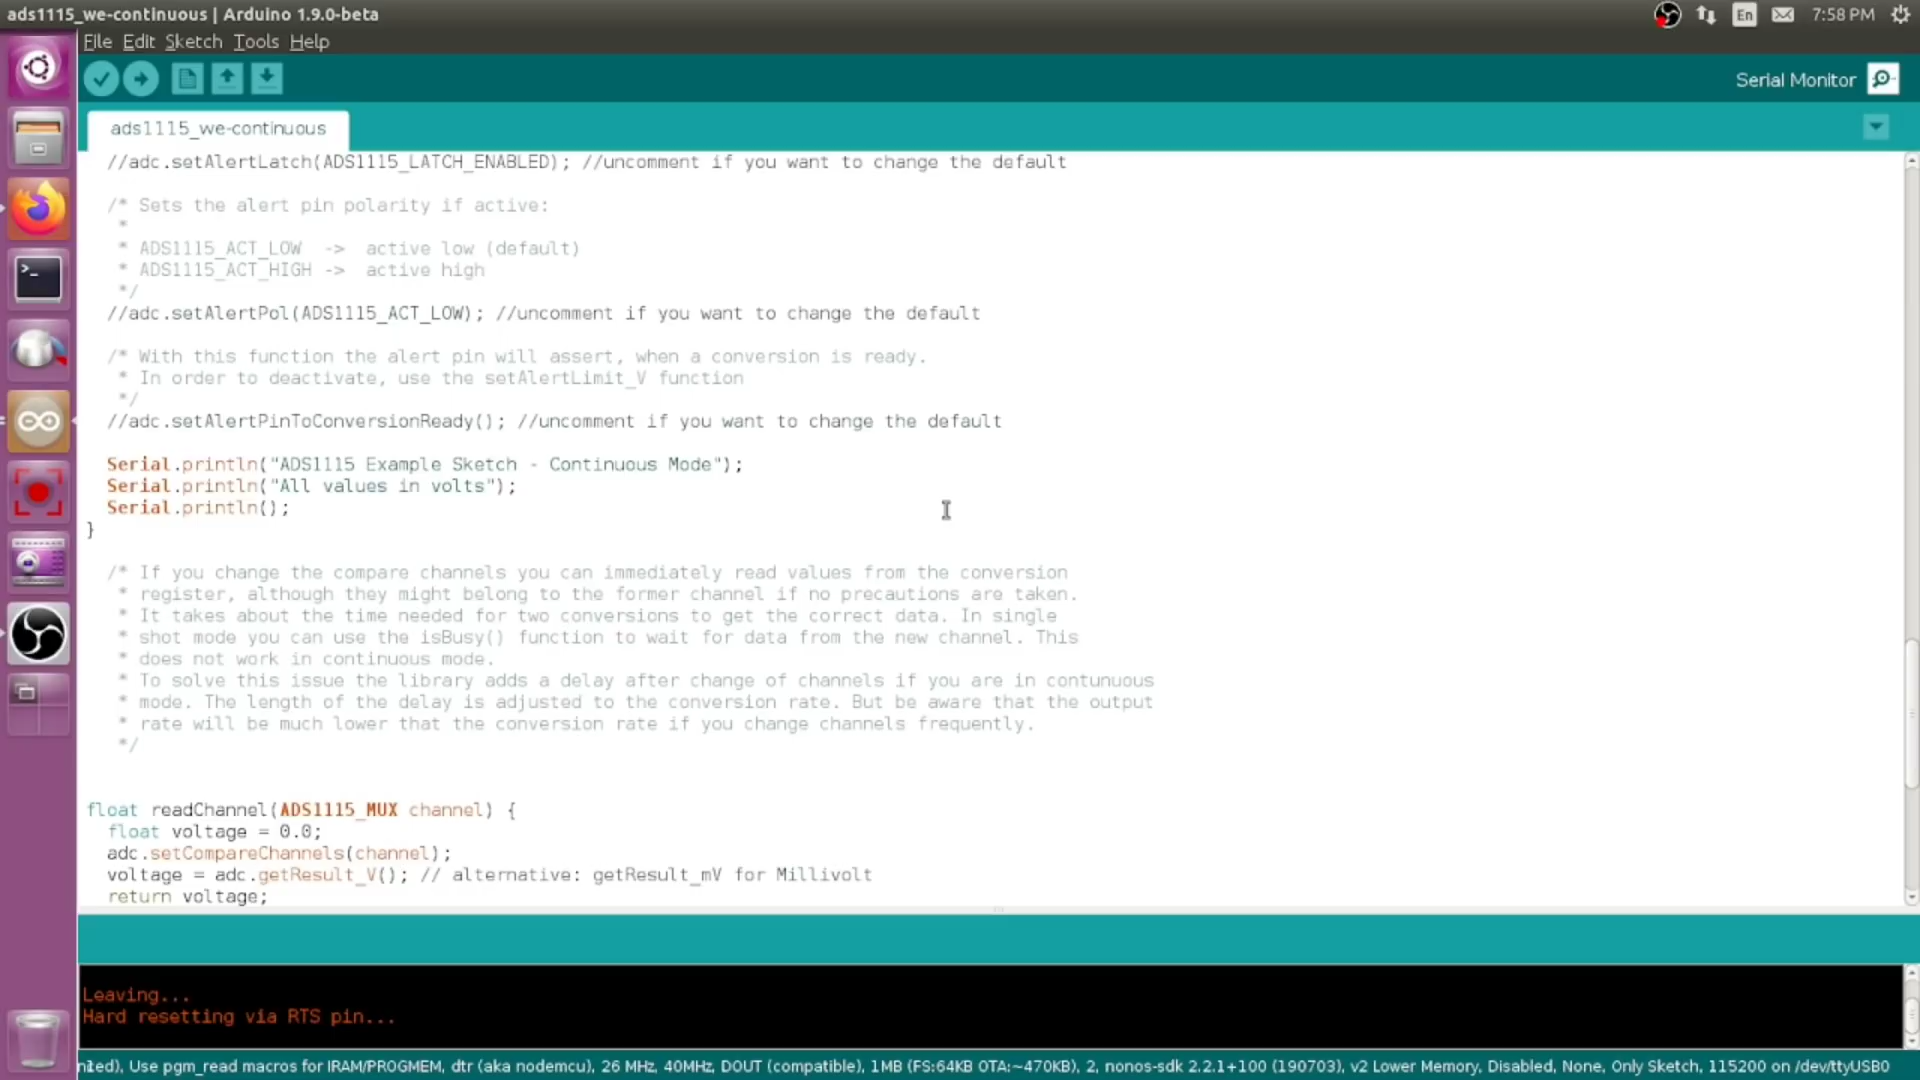 ads1115_we-continuous | Arduino 1.9.0-beta
En
7:58 PM
File Edit Sketch Tools Help
Serial Monitor
ads1115_we-continuous
//adc.setAlertLatch(ADS1115_LATCH_ENABLED); //uncomment if you want to change the default
/* Sets the alert pin polarity if active:
*
* ADS1115_ACT_LOW  ->  active low (default)
* ADS1115_ACT_HIGH ->  active high
*/
//adc.setAlertPol(ADS1115_ACT_LOW); //uncomment if you want to change the default
/* With this function the alert pin will assert, when a conversion is ready.
* In order to deactivate, use the setAlertLimit_V function
*/
//adc.setAlertPinToConversionReady(); //uncomment if you want to change the default
Serial.println("ADS1115 Example Sketch - Continuous Mode");
Serial.println("All values in volts");
Serial.println();
}
/* If you change the compare channels you can immediately read values from the conversion
* register, although they might belong to the former channel if no precautions are taken.
* It takes about the time needed for two conversions to get the correct data. In single
* shot mode you can use the isBusy() function to wait for data from the new channel. This
* does not work in continuous mode.
* To solve this issue the library adds a delay after change of channels if you are in contunuous
* mode. The length of the delay is adjusted to the conversion rate. But be aware that the output
* rate will be much lower that the conversion rate if you change channels frequently.
*/
float readChannel(ADS1115_MUX channel) {
float voltage = 0.0;
adc.setCompareChannels(channel);
voltage = adc.getResult_V(); // alternative: getResult_mV for Millivolt
return voltage;
Leaving...
Hard resetting via RTS pin...
), Use pgm_read macros for IRAM/PROGMEM, dtr (aka nodemcu), 26 MHz, 40MHz, DOUT (compatible), 1MB (FS:64KB OTA:~470KB), 2, nonos-sdk 2.2.1+100 (190703), v2 Lower Memory, Disabled, None, Only Sketch, 115200 on /dev/ttyUSB0